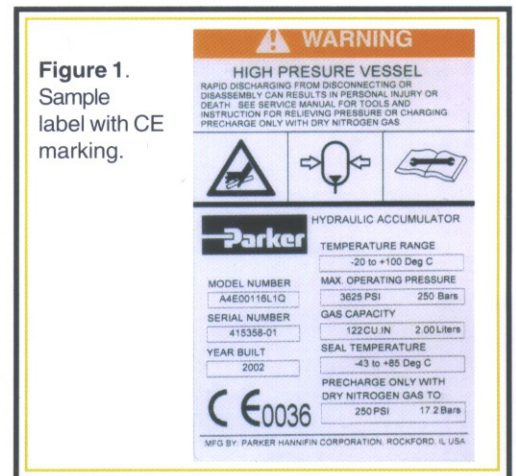 Figure 1.
Sample
label with CE
marking.
WARNING
HIGH PRESURE VESSEL
RAPID DISCHARGING FROM DISCONNECTING OR
DISASSEMBLY CAN RESULTS IN PERSONAL INJURY OR
DEATH SEE SERVICE MANUAL FOR TOOLS AND
INSTRUCTION FOR RELIEVING PRESSURE OR CHARGING
PRECHARGE ONLY WITH DRY NITROGEN GAS
Parker
HYDRAULIC ACCUMULATOR
TEMPERATURE RANGE
-20 to +100 Deg C
MODEL NUMBER
A4E00116L1Q
MAX. OPERATING PRESSURE
3625 PSI 250 Bars
SERIAL NUMBER
415358-01
GAS CAPACITY
122CU.IN 2.00Liters
YEAR BUILT
2002
SEAL TEMPERATURE
-43 to +85 Deg C
PRECHARGE ONLY WITH
DRY NITROGEN GAS TO:
250PSI 17.2Bars
CE0036
MFG BY: PARKER HANNIFIN CORPORATION, ROCKFORD, IL USA